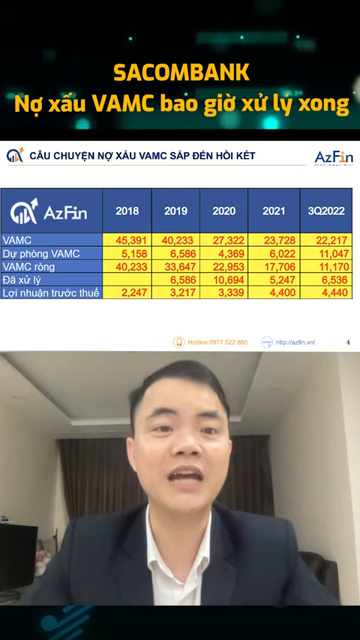 SACOMBANK
Nợ xấu VAMC bao giờ xử lý xong
CÂU CHUYỆN NỢ XẤU VAMC SẮP ĐẾN HỒI KẾT
AzFin
AzFin 2018 2019 2020 2021 3Q2022
VAMC 45,391 40,233 27,322 23,728 22,217
Dự phòng VAMC 5,158 6,586 4,369 6,022 11,047
VAMC ròng 40,233 33,647 22,953 17,706 11,170
Đã xử lý 6,586 10,694 5,247 6,536
Lợi nhuận trước thuế 2,247 3,217 3,339 4,400 4,440
Hotline 0977 522 880 http://azfin.vn/ 4